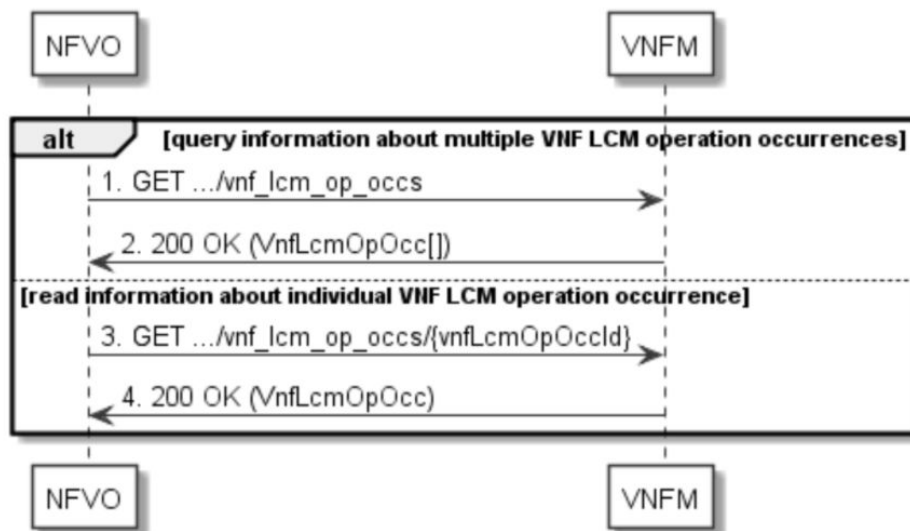 NFVO VNFM
alt [query information about multiple VNF LCM operation occurrences]
1. GET .../vnf_lcm_op_occs
2. 200 OK (VnfLcmOpOcc[])
[read information about individual VNF LCM operation occurrence]
3. GET .../vnf_lcm_op_occs/{vnfLcmOpOccId}
4. 200 OK (VnfLcmOpOcc)
NFVO VNFM